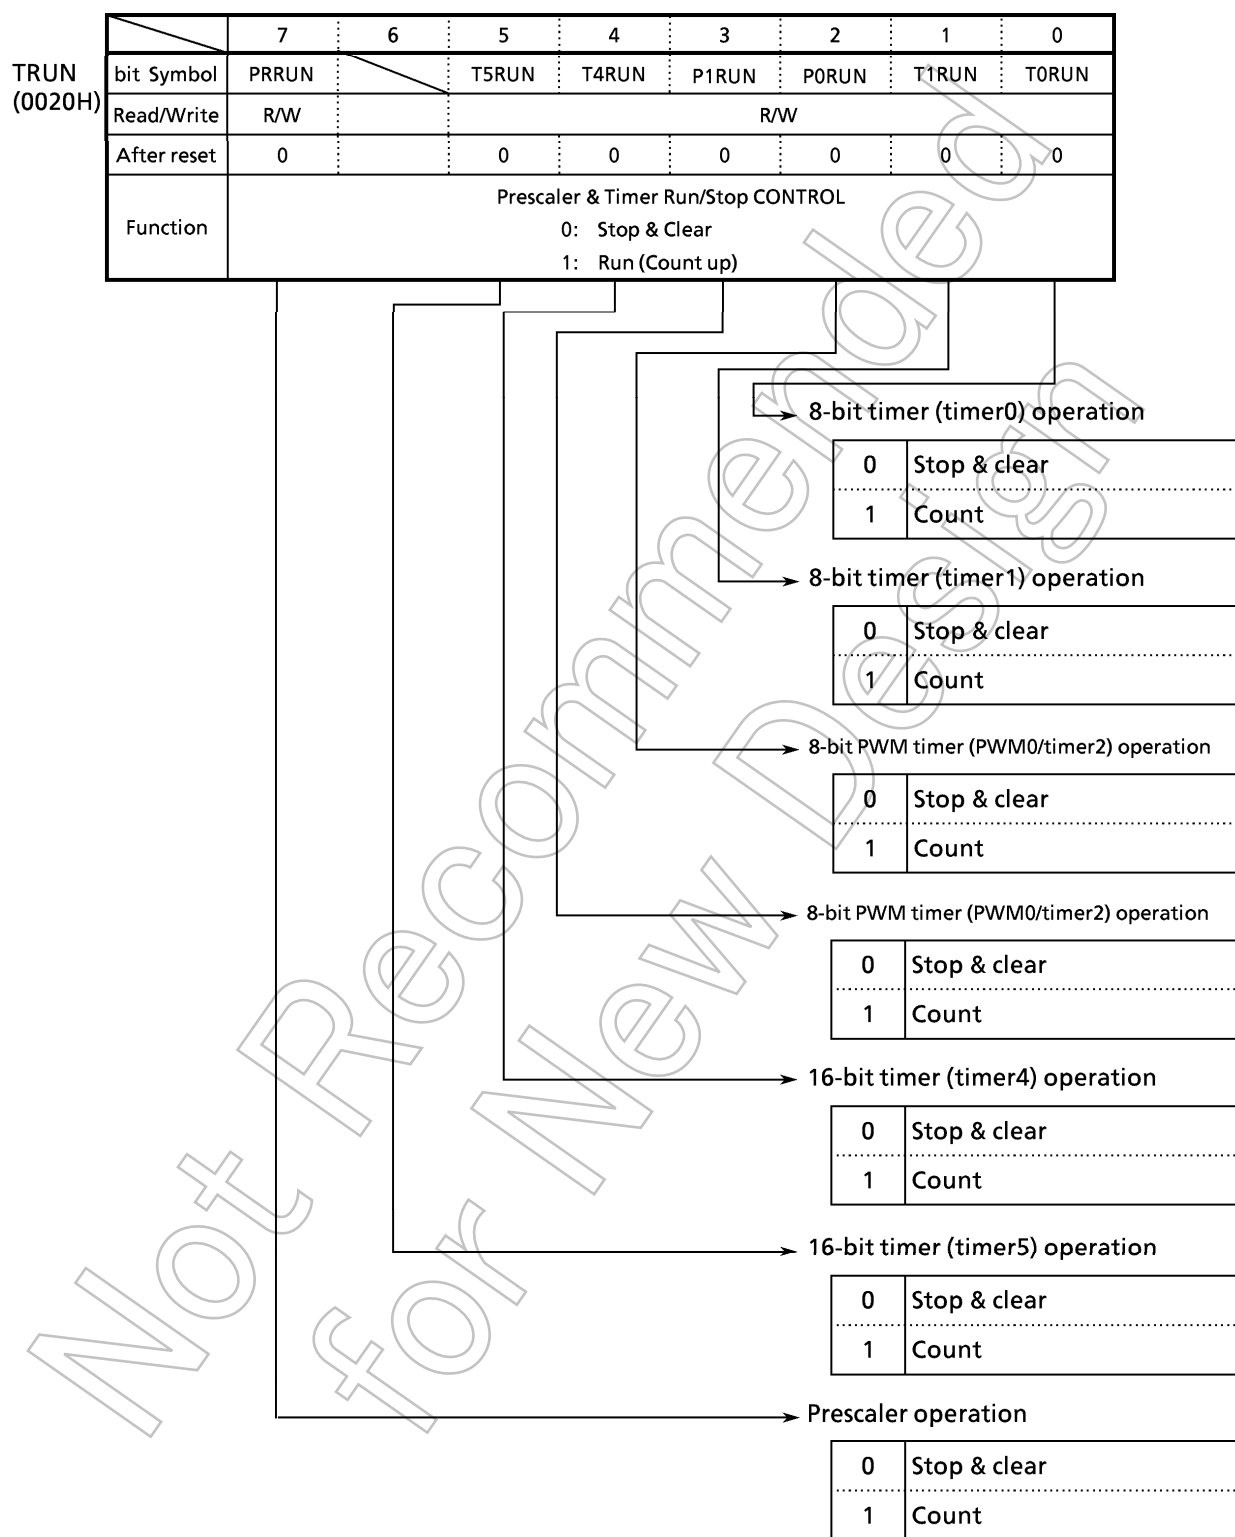 7 6 5 4 3 2 1 0
TRUN
(0020H)
bit Symbol PRRUN T5RUN T4RUN P1RUN P0RUN T1RUN T0RUN
Read/Write R/W R/W
After reset 0 0 0 0 0 0 0
Function
Prescaler & Timer Run/Stop CONTROL
0: Stop & Clear
1: Run (Count up)
8-bit timer (timer0) operation
0 Stop & clear
1 Count
8-bit timer (timer1) operation
0 Stop & clear
1 Count
8-bit PWM timer (PWM0/timer2) operation
0 Stop & clear
1 Count
8-bit PWM timer (PWM0/timer2) operation
0 Stop & clear
1 Count
16-bit timer (timer4) operation
0 Stop & clear
1 Count
16-bit timer (timer5) operation
0 Stop & clear
1 Count
Prescaler operation
0 Stop & clear
1 Count
Not Recommended
for New Design